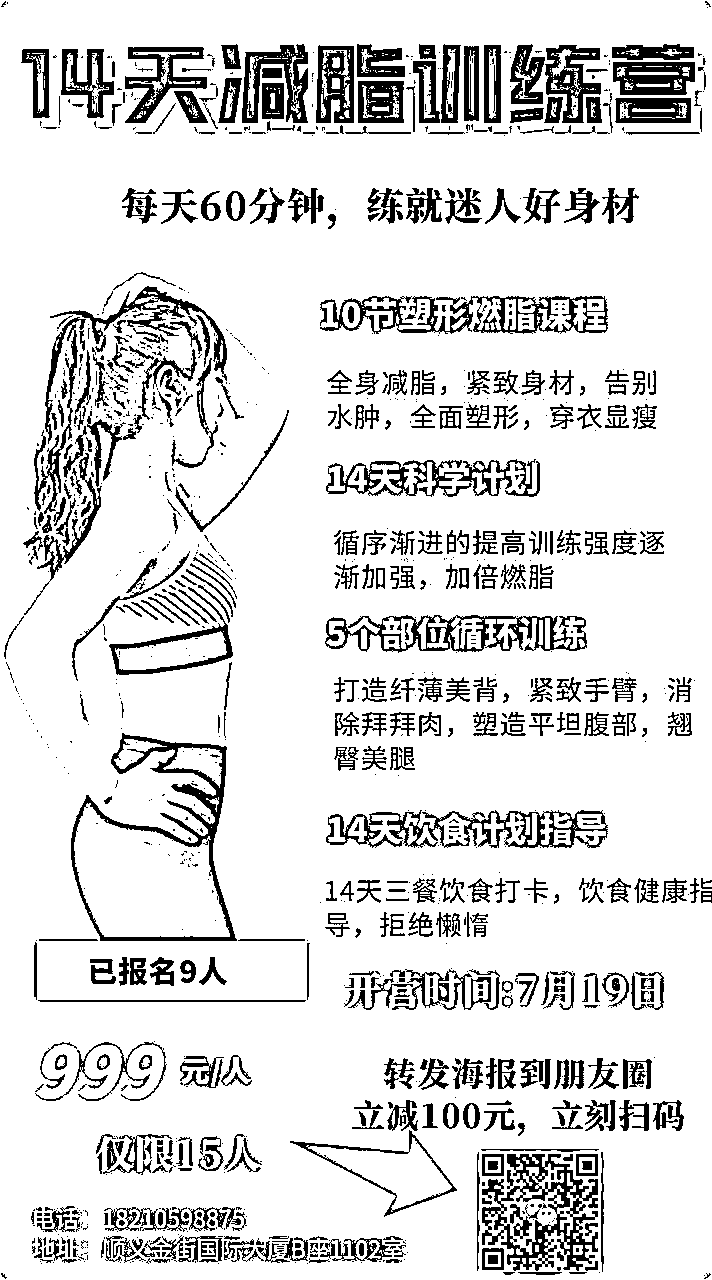 14天减脂训练营
每天60分钟，练就迷人好身材
10节塑形燃脂课程
全身减脂，紧致身材，告别
水肿，全面塑形，穿衣显瘦
14天科学计划
循序渐进的提高训练强度逐
渐加强，加倍燃脂
5个部位循环训练
打造纤薄美背，紧致手臂，消
除拜拜肉，塑造平坦腹部，翘
臀美腿
14天饮食计划指导
14天三餐饮食打卡，饮食健康指
导，拒绝懒惰
已报名9人
开营时间:7月19日
999元/人
转发海报到朋友圈
立减100元，立刻扫码
仅限15人
电话：18210598875
地址：顺义金街国际大厦B座1102室